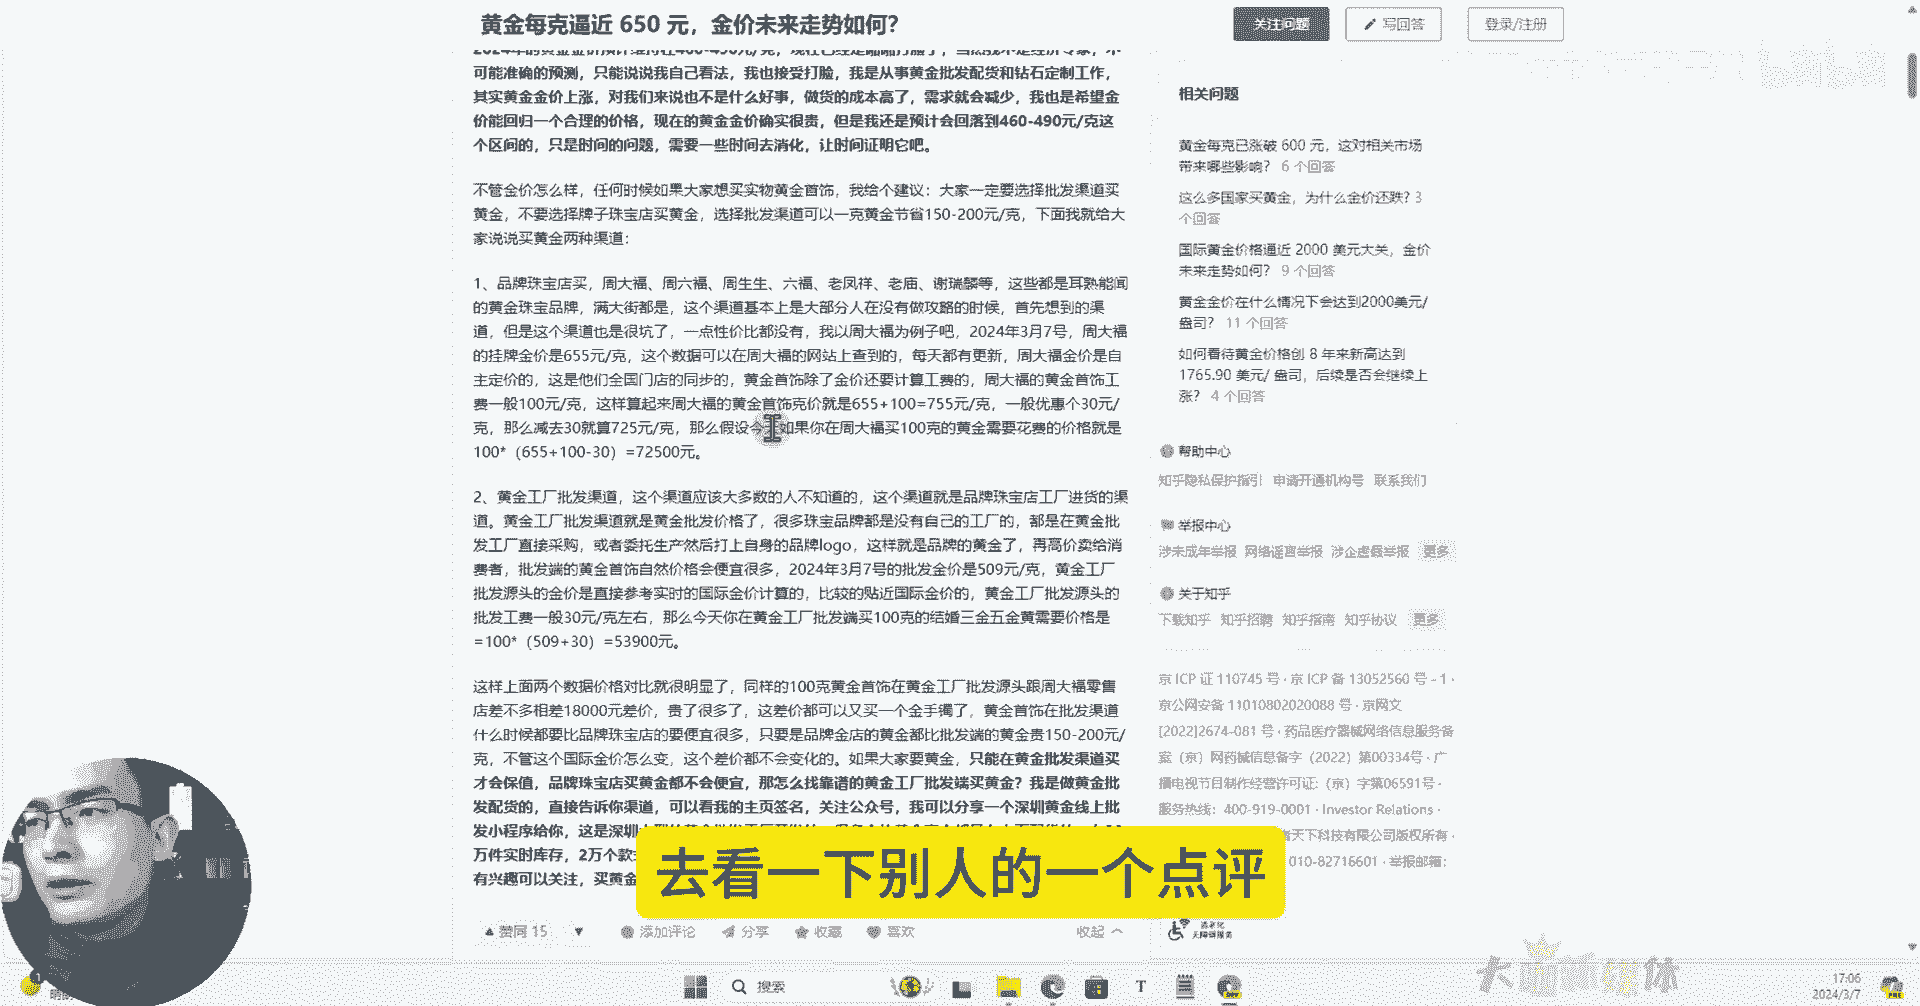 黄金每克逼近 650 元，金价未来走势如何？
关注问题
写回答
登录/注册
可能准确的预测，只能说说我自己看法，我也接受打脸，我是从事黄金批发配货和钻石定制工作，
其实黄金金价上涨，对我们来说也不是什么好事，做货的成本高了，需求就会减少，我也是希望金
价能回归一个合理的价格，现在的黄金金价确实很贵，但是我还是预计会回落到460-490元/克这
个区间的，只是时间的问题，需要一些时间去消化，让时间证明它吧。
不管金价怎么样，任何时候如果大家想买实物黄金首饰，我给个建议：大家一定要选择批发渠道买
黄金，不要选择牌子珠宝店买黄金，选择批发渠道可以一克黄金节省150-200元/克，下面我就给大
家说说买黄金两种渠道：
1、品牌珠宝店买，周大福、周六福、周生生、六福、老凤祥、老庙、谢瑞麟等，这些都是耳熟能闻
的黄金珠宝品牌，满大街都是，这个渠道基本上是大部分人在没有做攻略的时候，首先想到的渠
道，但是这个渠道也是很坑了，一点性价比都没有，我以周大福为例子吧，2024年3月7号，周大福
的挂牌金价是655元/克，这个数据可以在周大福的网站上查到的，每天都有更新，周大福金价是自
主定价的，这是他们全国门店的同步的，黄金首饰除了金价还要计算工费的，周大福的黄金首饰工
费一般100元/克，这样算起来周大福的黄金首饰克价就是655+100=755元/克，一般优惠个30元/
克，那么减去30就算725元/克，那么假设今 如果你在周大福买100克的黄金需要花费的价格就是
100*（655+100-30）=72500元。
2、黄金工厂批发渠道，这个渠道应该大多数的人不知道的，这个渠道就是品牌珠宝店工厂进货的渠
道。黄金工厂批发渠道就是黄金批发价格了，很多珠宝品牌都是没有自己的工厂的，都是在黄金批
发工厂直接采购，或者委托生产然后打上自身的品牌logo，这样就是品牌的黄金了，再高价卖给消
费者，批发端的黄金首饰自然价格会便宜很多，2024年3月7号的批发金价是509元/克，黄金工厂
批发源头的金价是直接参考实时的国际金价计算的，比较的贴近国际金价的，黄金工厂批发源头的
批发工费一般30元/克左右，那么今天你在黄金工厂批发端买100克的结婚三金五金黄需要价格是
=100*（509+30）=53900元。
这样上面两个数据价格对比就很明显了，同样的100克黄金首饰在黄金工厂批发源头跟周大福零售
店差不多相差18000元差价，贵了很多了，这差价都可以又买一个金手镯了，黄金首饰在批发渠道
什么时候都要比品牌珠宝店的要便宜很多，只要是品牌金店的黄金都比批发端的黄金贵150-200元/
克，不管这个国际金价怎么变，这个差价都不会变化的。如果大家要黄金，只能在黄金批发渠道买
才会保值，品牌珠宝店买黄金都不会便宜，那怎么找靠谱的黄金工厂批发端买黄金？我是做黄金批
发配货的，直接告诉你渠道，可以看我的主页签名，关注公众号，我可以分享一个深圳黄金线上批
发小程序给你，这是深圳
万件实时库存，2万个款
有兴趣可以关注，买黄金
赞同 15
添加评论
分享
收藏
喜欢
收起
相关问题
黄金每克已涨破 600 元，这对相关市场
带来哪些影响？ 6 个回答
这么多国家买黄金，为什么金价还跌？ 3
个回答
国际黄金价格逼近 2000 美元大关，金价
未来走势如何？ 9 个回答
黄金金价在什么情况下会达到2000美元/
盎司？ 11 个回答
如何看待黄金价格创 8 年来新高达到
1765.90 美元/ 盎司，后续是否会继续上
涨？ 4 个回答
帮助中心
知乎隐私保护指引 申请开通机构号 联系我们
举报中心
涉未成年举报 网络谣言举报 涉企虚假举报 更多
关于知乎
下载知乎 知乎招聘 知乎指南 知乎协议 更多
京 ICP 证 110745 号 · 京 ICP 备 13052560 号 - 1 ·
京公网安备 11010802020088 号 · 京网文
[2022]2674-081 号 · 药品医疗器械网络信息服务备
案（京）网药械信息备字（2022）第00334号 · 广
播电视节目制作经营许可证:（京）字第06591号 ·
服务热线：400-919-0001 · Investor Relations ·
者天下科技有限公司版权所有 ·
010-82716601 · 举报邮箱：
去看一下别人的一个点评
搜索
17:06
2024/3/7